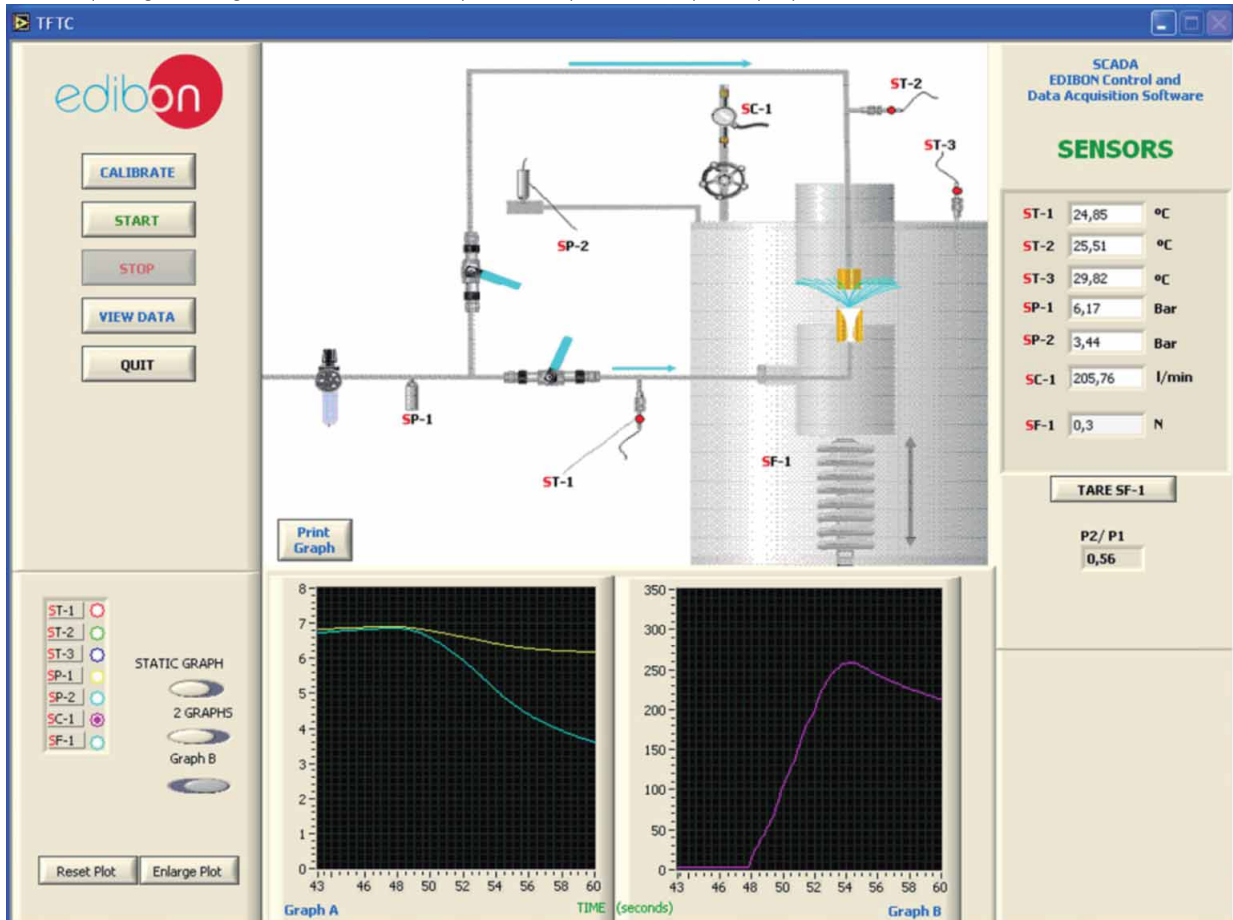 TFTC
edibon
CALIBRATE
START
STOP
VIEW DATA
QUIT
ST-2
SC-1
ST-3
SP-2
SP-1
ST-1
SF-1
Print
Graph
SCADA
EDIBON Control and
Data Acquisition Software
SENSORS
ST-1 24,85 ºC
ST-2 25,51 ºC
ST-3 29,82 ºC
SP-1 6,17 Bar
SP-2 3,44 Bar
SC-1 205,76 l/min
SF-1 0,3 N
TARE SF-1
P2/ P1
0,56
ST-1
ST-2
ST-3
SP-1
SP-2
SC-1
SF-1
STATIC GRAPH
2 GRAPHS
Graph B
Reset Plot
Enlarge Plot
8
7
6
5
4
3
2
1
0
43 46 48 50 52 54 56 58 60
Graph A
350
300
250
200
150
100
50
0
43 46 48 50 52 54 56 58 60
TIME (seconds)
Graph B